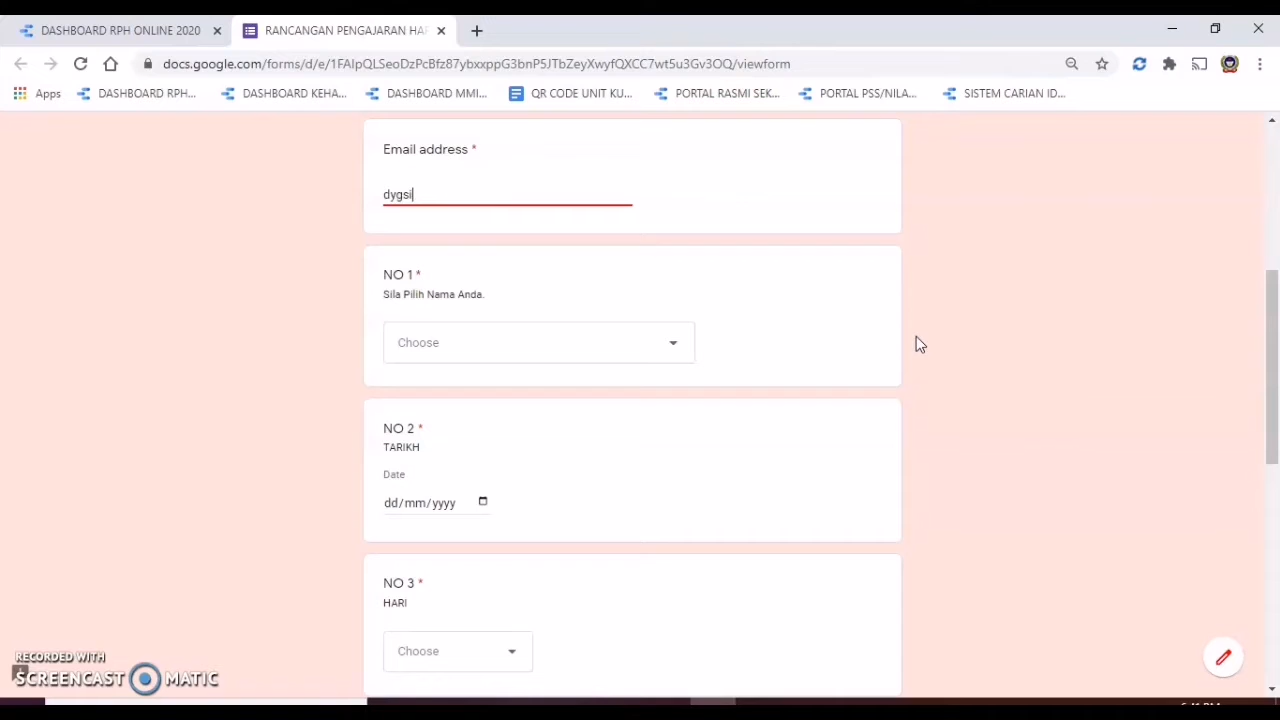 DASHBOARD RPH ONLINE 2020
RANCANGAN PENGAJARAN HAR
docs.google.com/forms/d/e/1FAIpQLSeoDzPcBfz87ybxxppG3bnP5JTbZeyXwyfQXCC7wt5u3Gv3OQ/viewform
Apps DASHBOARD RPH... DASHBOARD KEHA... DASHBOARD MMI... QR CODE UNIT KU... PORTAL RASMI SEK... PORTAL PSS/NILA... SISTEM CARIAN ID...
Email address *
dygsi
NO 1 *
Sila Pilih Nama Anda.
Choose
NO 2 *
TARIKH
Date
dd/mm/yyyy
NO 3 *
HARI
Choose
RECORDED WITH
SCREENCAST MATIC